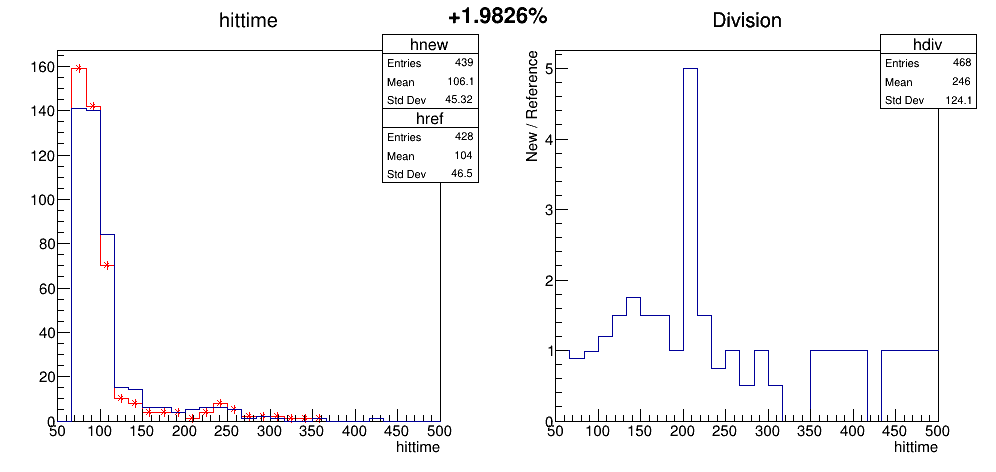 +1.9826%
hittime
hnew
Entries 439
Mean 106.1
Std Dev 45.32
href
Entries 428
Mean 104
Std Dev 46.5
160
140
120
100
80
60
40
20
0
50 100 150 200 250 300 350 400 450 500
hittime
Division
hdiv
Entries 468
Mean 246
Std Dev 124.1
New / Reference
5
4
3
2
1
0
50 100 150 200 250 300 350 400 450 500
hittime